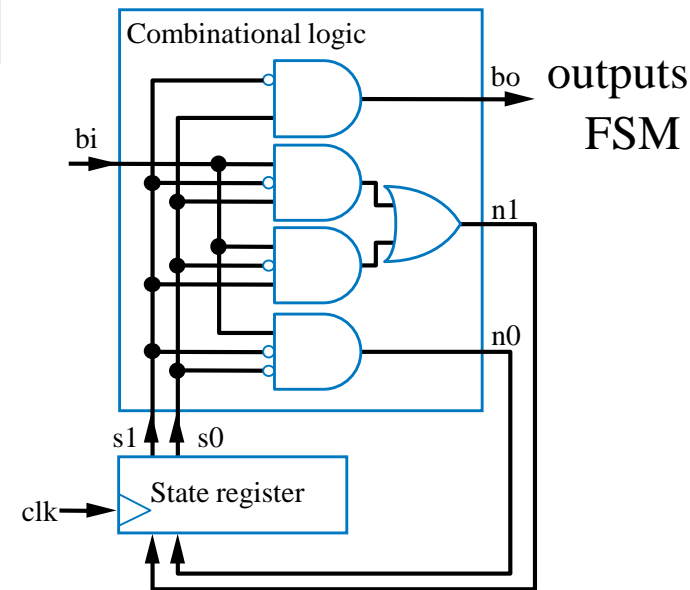 Combinational logic
bo
outputs
FSM
bi
n1
n0
s1
s0
State register
clk